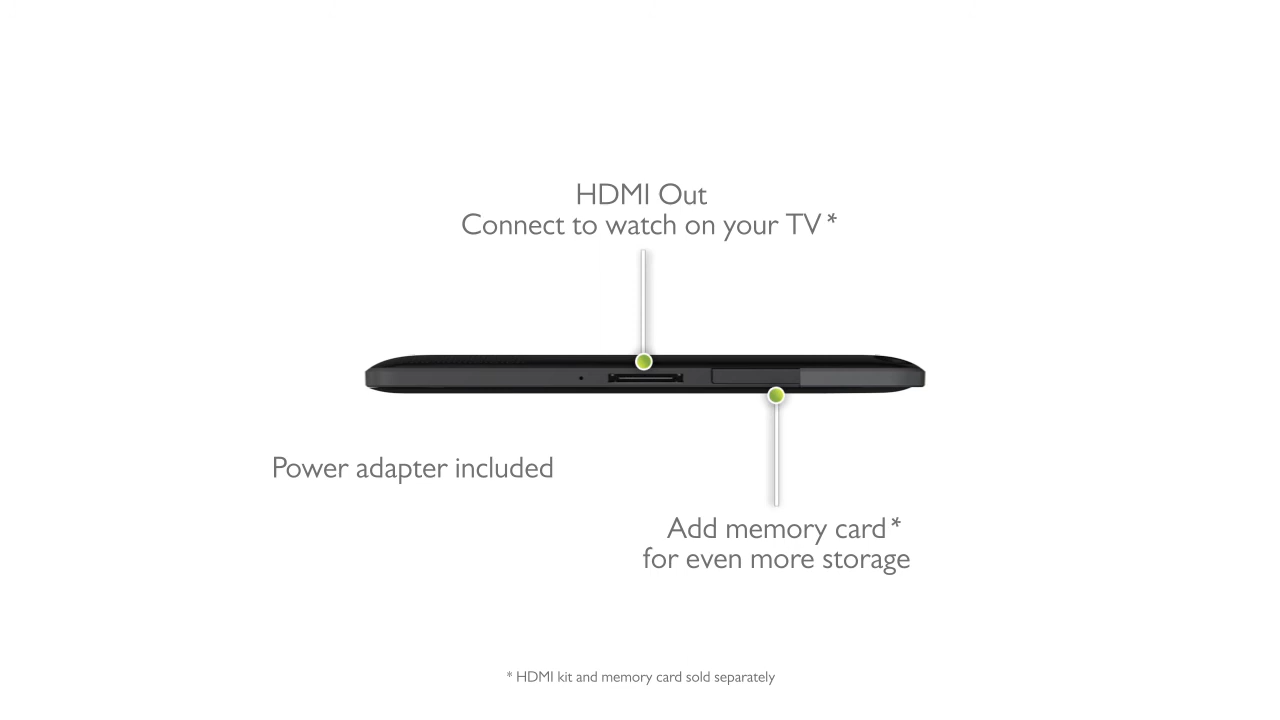 HDMI Out
Connect to watch on your TV*
Power adapter included
Add memory card*
for even more storage
* HDMI kit and memory card sold separately